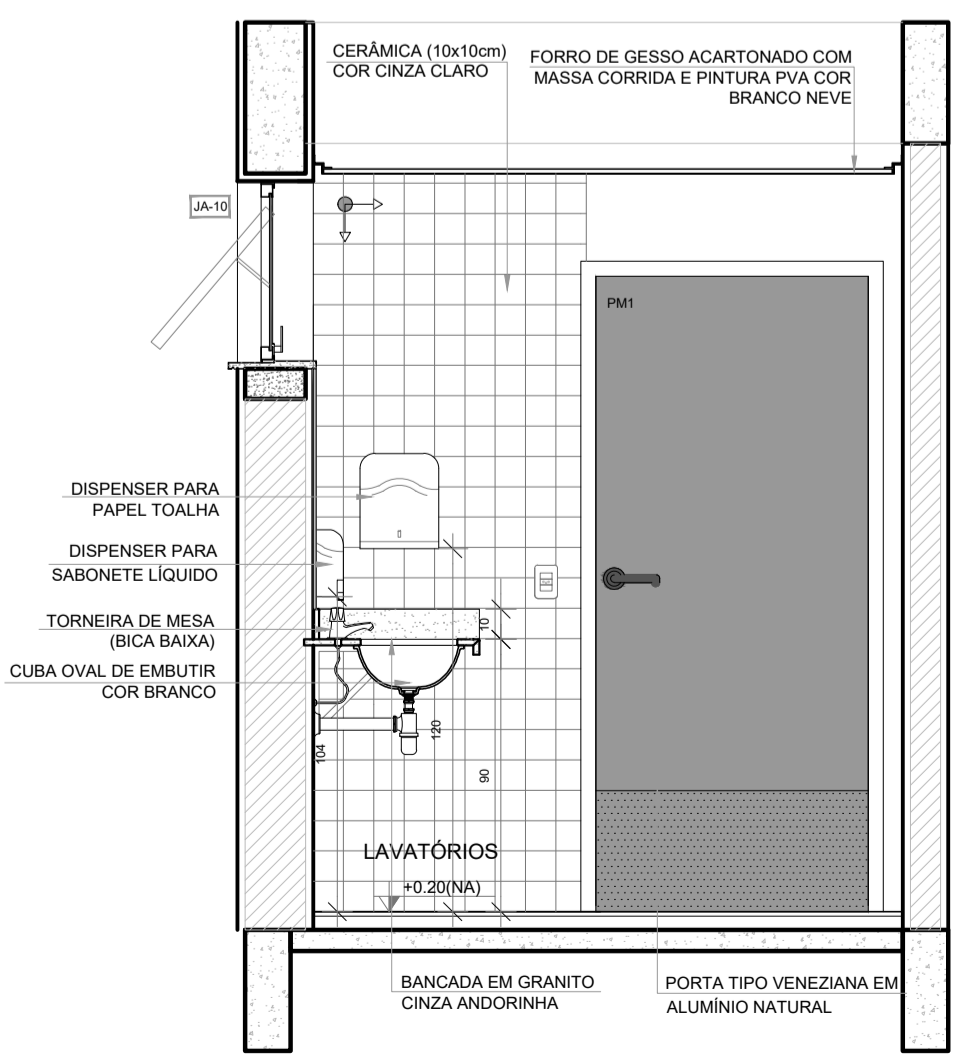 CERÂMICA (10x10cm)
COR CINZA CLARO
FORRO DE GESSO ACARTONADO COM
MASSA CORRIDA E PINTURA PVA COR
BRANCO NEVE
JA-10
PM1
DISPENSER PARA
PAPEL TOALHA
DISPENSER PARA
SABONETE LÍQUIDO
TORNEIRA DE MESA
(BICA BAIXA)
CUBA OVAL DE EMBUTIR
COR BRANCO
10
120
104
90
LAVATÓRIOS
+0.20(NA)
BANCADA EM GRANITO
CINZA ANDORINHA
PORTA TIPO VENEZIANA EM
ALUMÍNIO NATURAL